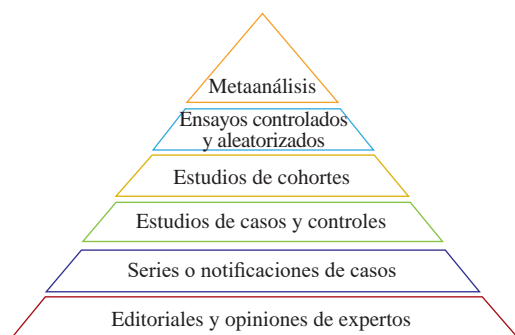 Metaanálisis
Ensayos controlados
y aleatorizados
Estudios de cohortes
Estudios de casos y controles
Series o notificaciones de casos
Editoriales y opiniones de expertos